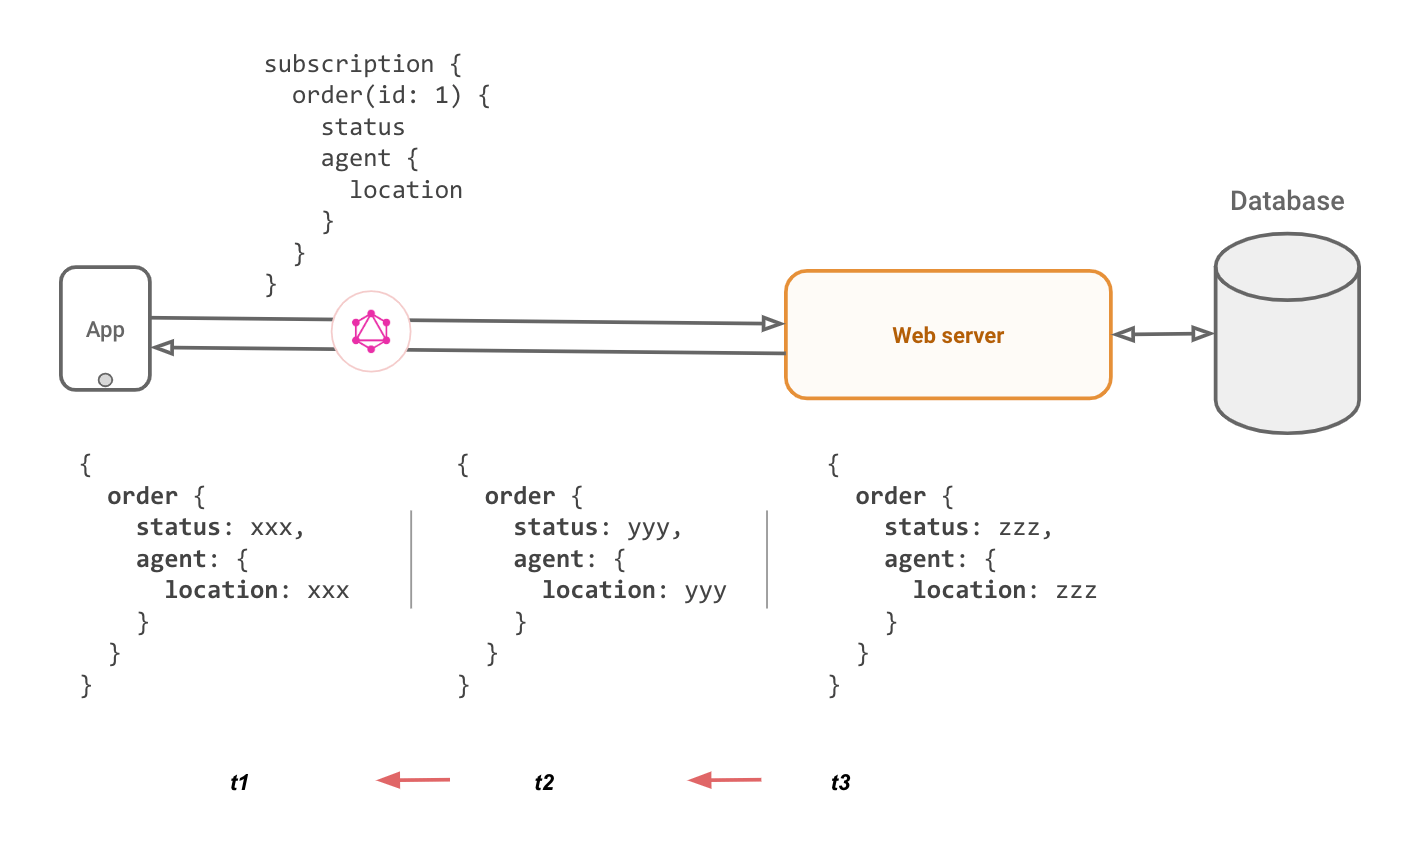 subscription {
  order(id: 1) {
    status
    agent {
      location
    }
  }
}
Database
App
Web server
{
  order {
    status: xxx,
    agent: {
      location: xxx
    }
  }
}
{
  order {
    status: yyy,
    agent: {
      location: yyy
    }
  }
}
{
  order {
    status: zzz,
    agent: {
      location: zzz
    }
  }
}
t1
t2
t3